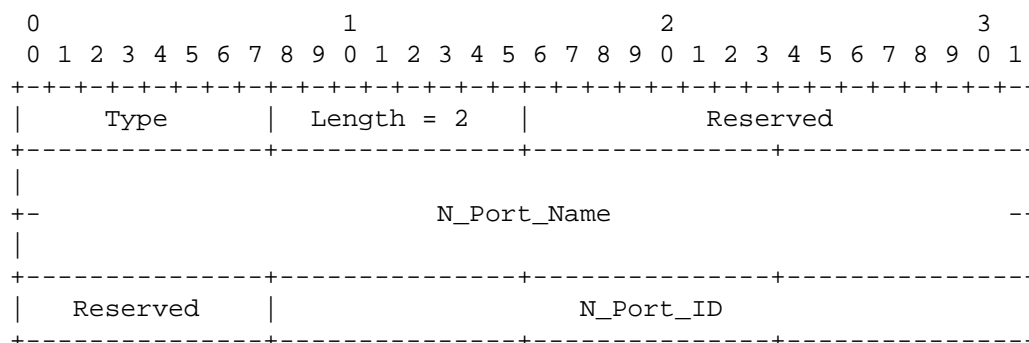 0 1 2 3
0 1 2 3 4 5 6 7 8 9 0 1 2 3 4 5 6 7 8 9 0 1 2 3 4 5 6 7 8 9 0 1
+-+-+-+-+-+-+-+-+-+-+-+-+-+-+-+-+-+-+-+-+-+-+-+-+-+-+-+-+-+-+-+--
| Type | Length = 2 | Reserved
+---------------+---------------+---------------+---------------
|
+- N_Port_Name --
|
+---------------+---------------+---------------+---------------
| Reserved | N_Port_ID
+---------------+---------------+---------------+---------------